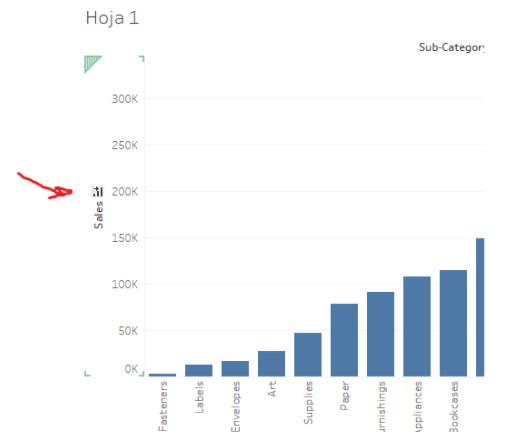 Hoja 1
Sub-Category
300K
250K
200K
150K
100K
50K
0K
Sales
Fasteners
Labels
Envelopes
Art
Supplies
Paper
urnishings
Appliances
Bookcases